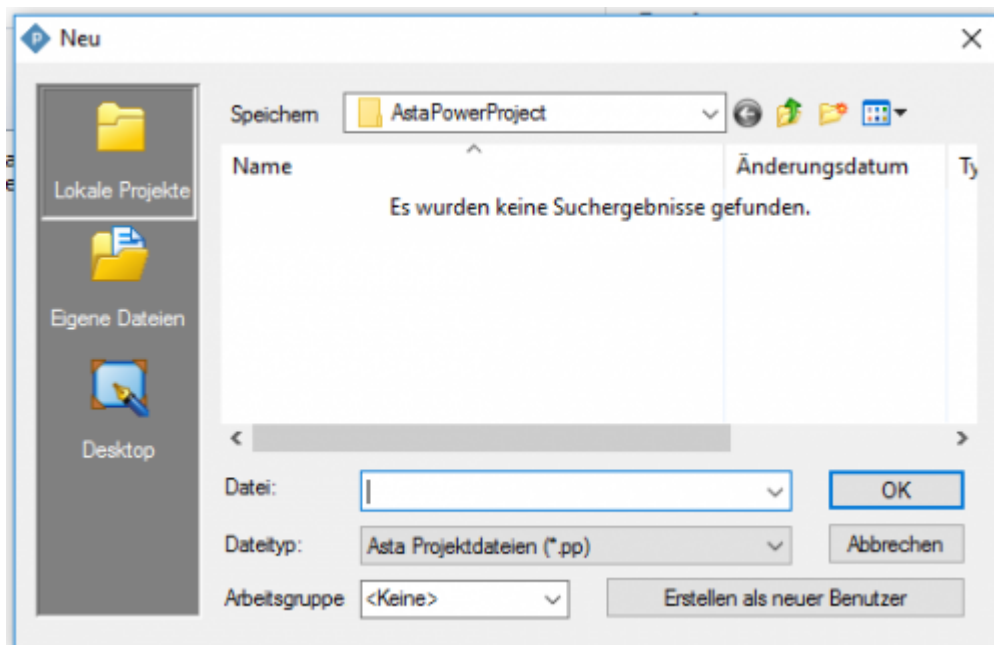 Neu
Speichern AstaPowerProject
Name Änderungsdatum
Lokale Projekte
Es wurden keine Suchergebnisse gefunden.
Eigene Dateien
Desktop
Datei: OK
Dateityp: Asta Projektdateien (*.pp) Abbrechen
Arbeitsgruppe <Keine> Erstellen als neuer Benutzer